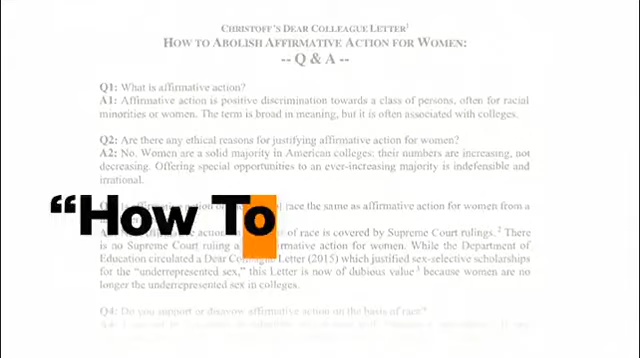 CHRISTOFF'S DEAR COLLEAGUE LETTER¹
HOW TO ABOLISH AFFIRMATIVE ACTION FOR WOMEN:
-- Q & A --
Q1: What is affirmative action?
A1: Affirmative action is positive discrimination towards a class of persons, often for racial
minorities or women. The term is broad in meaning, but it is often associated with colleges.
Q2: Are there any ethical reasons for justifying affirmative action for women?
A2: No. Women are a solid majority in American colleges: their numbers are increasing, not
decreasing. Offering special opportunities to an ever-increasing majority is indefensible and
irrational.
race the same as affirmative action for women from a
“How To
of race is covered by Supreme Court rulings.² There
is no Supreme Court ruling action for women. While the Department of
Education circulated a Dear Letter (2015) which justified sex-selective scholarships
for the “underrepresented sex,” this Letter is now of dubious value³ because women are no
longer the underrepresented sex in colleges.
Q4: Do you support or disavow affirmative action on the basis of race?